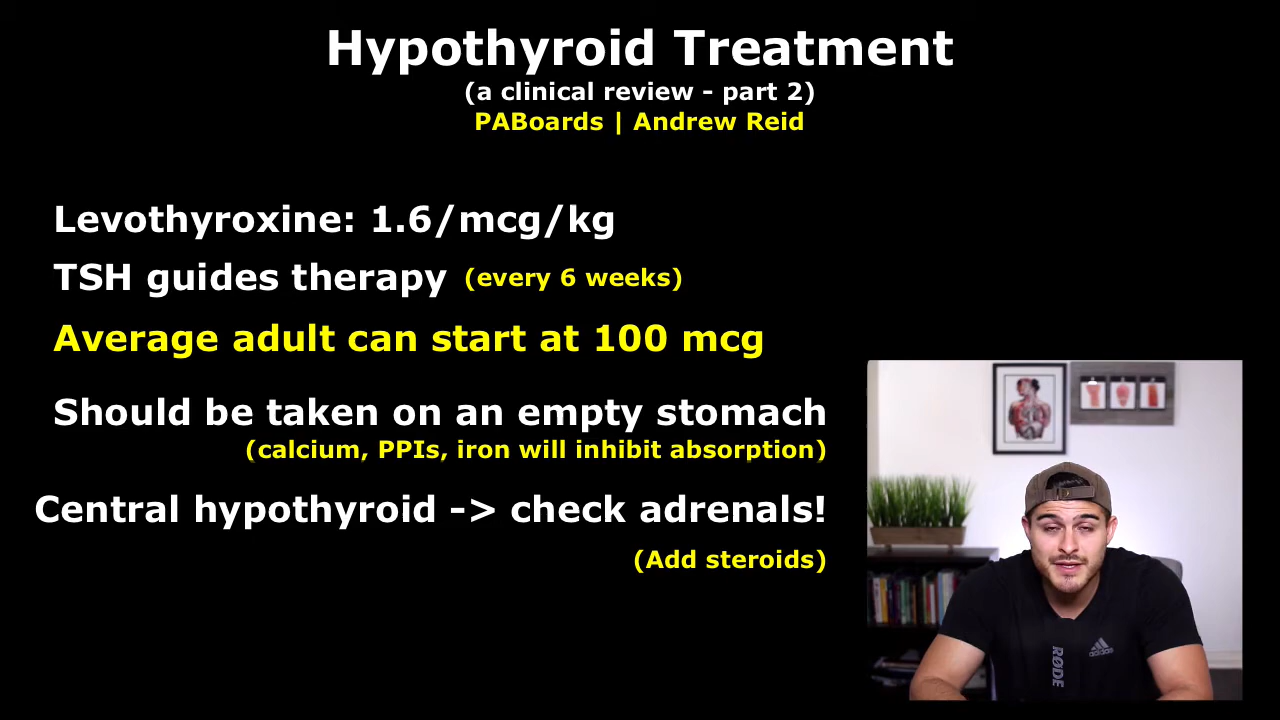 Hypothyroid Treatment
(a clinical review - part 2)
PABoards | Andrew Reid
Levothyroxine: 1.6/mcg/kg
TSH guides therapy (every 6 weeks)
Average adult can start at 100 mcg
Should be taken on an empty stomach
(calcium, PPIs, iron will inhibit absorption)
Central hypothyroid -> check adrenals!
(Add steroids)
adidas
RØDE